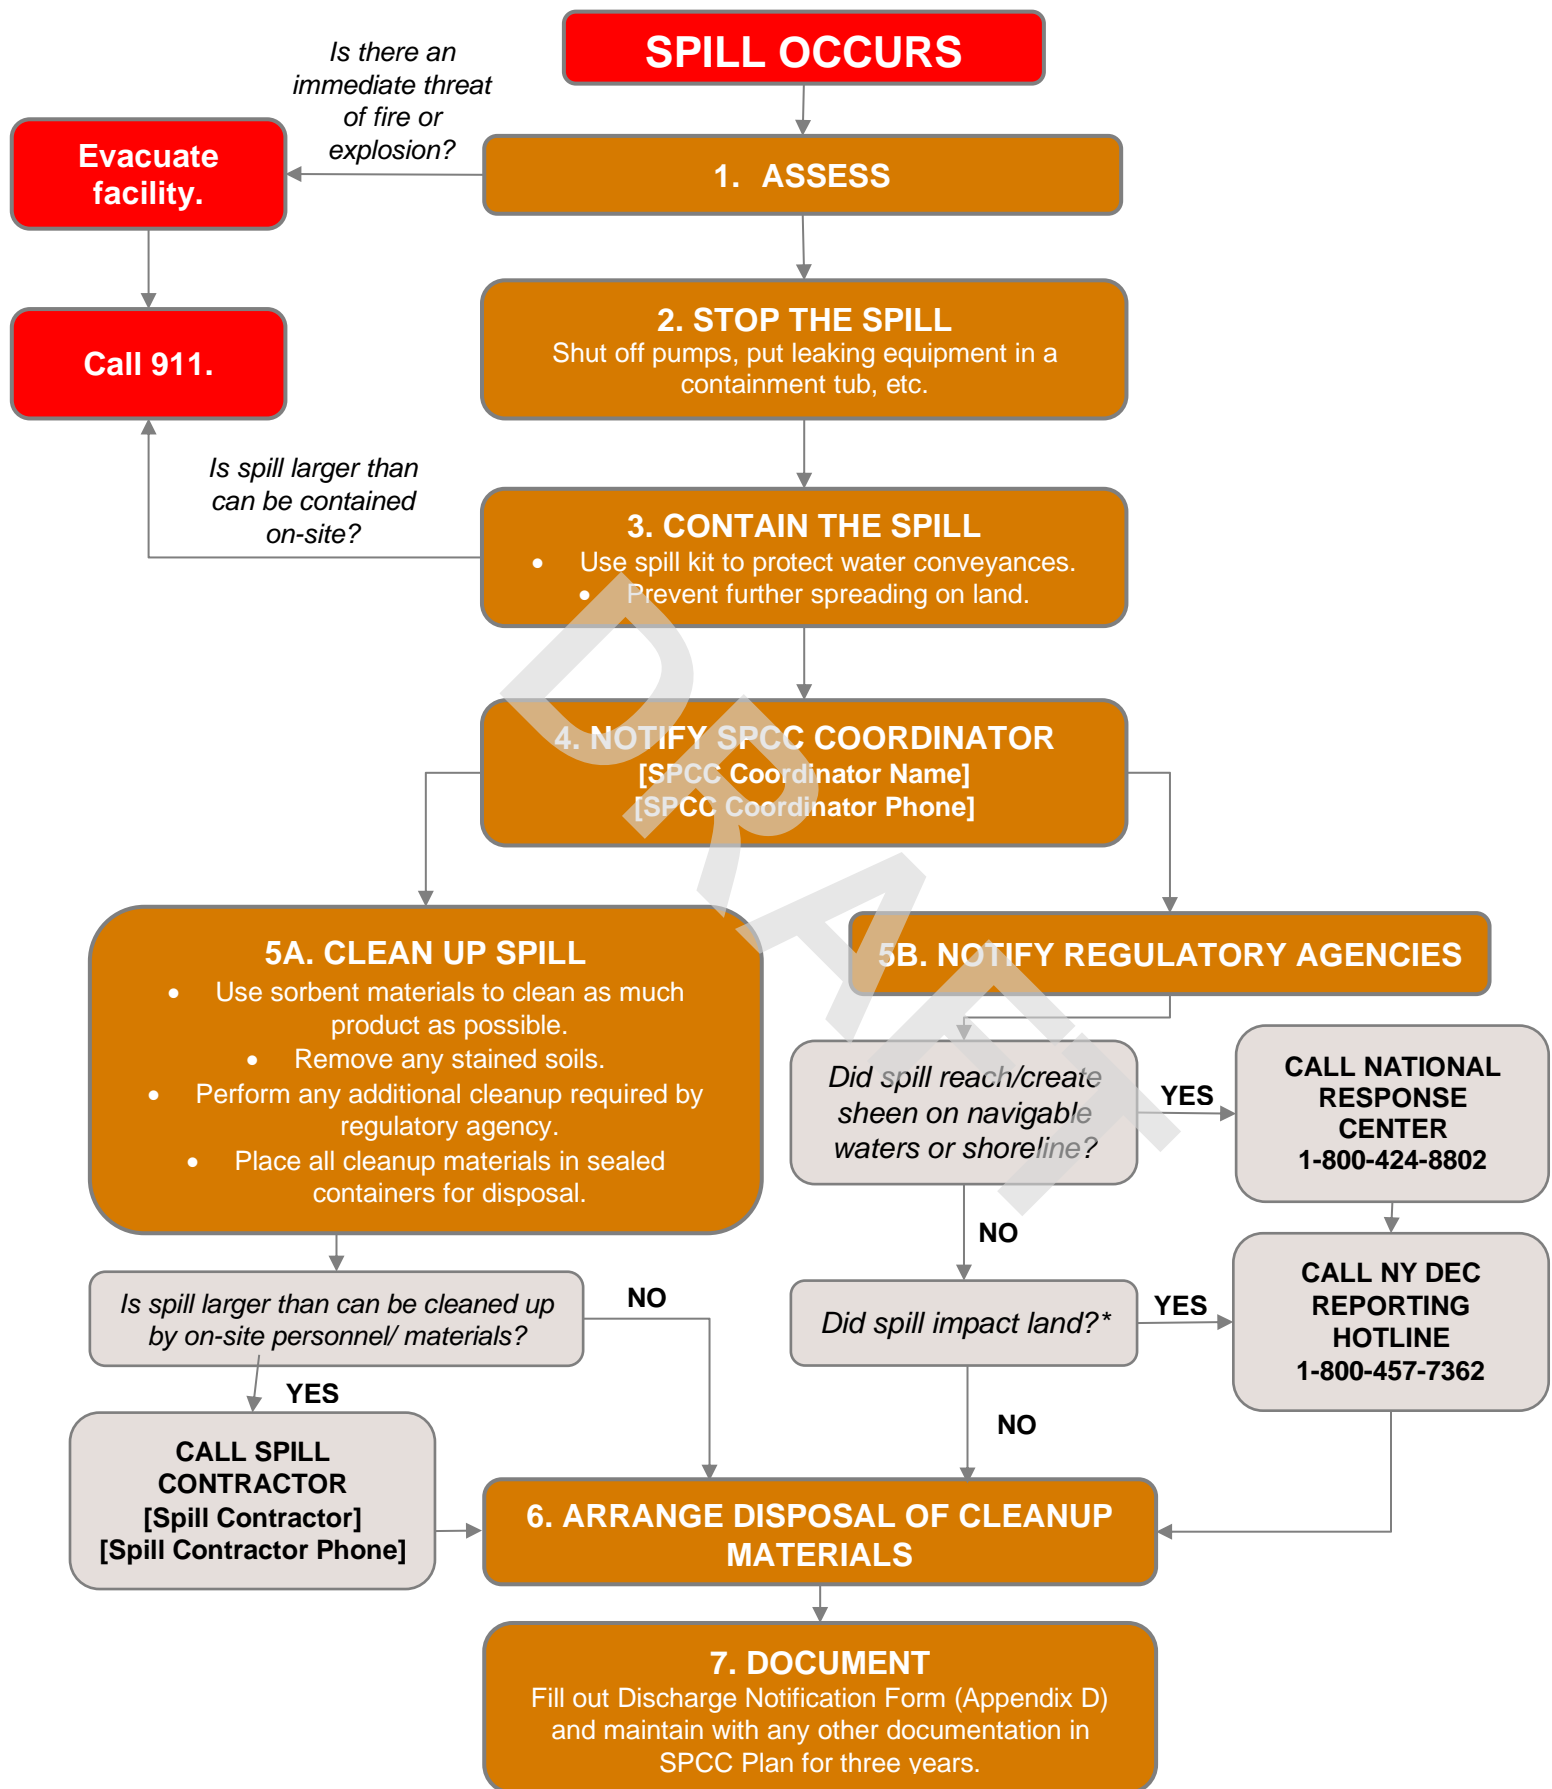 SPILL OCCURS
Is there an
immediate threat
of fire or
explosion?
Evacuate
facility.
1. ASSESS
Call 911.
2. STOP THE SPILL
Shut off pumps, put leaking equipment in a
containment tub, etc.
Is spill larger than
can be contained
on-site?
3. CONTAIN THE SPILL
• Use spill kit to protect water conveyances.
• Prevent further spreading on land.
4. NOTIFY SPCC COORDINATOR
[SPCC Coordinator Name]
[SPCC Coordinator Phone]
DRAFT
5A. CLEAN UP SPILL
• Use sorbent materials to clean as much
product as possible.
• Remove any stained soils.
• Perform any additional cleanup required by
regulatory agency.
• Place all cleanup materials in sealed
containers for disposal.
5B. NOTIFY REGULATORY AGENCIES
Did spill reach/create
sheen on navigable
waters or shoreline?
YES
CALL NATIONAL
RESPONSE
CENTER
1-800-424-8802
NO
Is spill larger than can be cleaned up
by on-site personnel/ materials?
NO
Did spill impact land?*
YES
CALL NY DEC
REPORTING
HOTLINE
1-800-457-7362
YES
NO
CALL SPILL
CONTRACTOR
[Spill Contractor]
[Spill Contractor Phone]
6. ARRANGE DISPOSAL OF CLEANUP
MATERIALS
7. DOCUMENT
Fill out Discharge Notification Form (Appendix D)
and maintain with any other documentation in
SPCC Plan for three years.